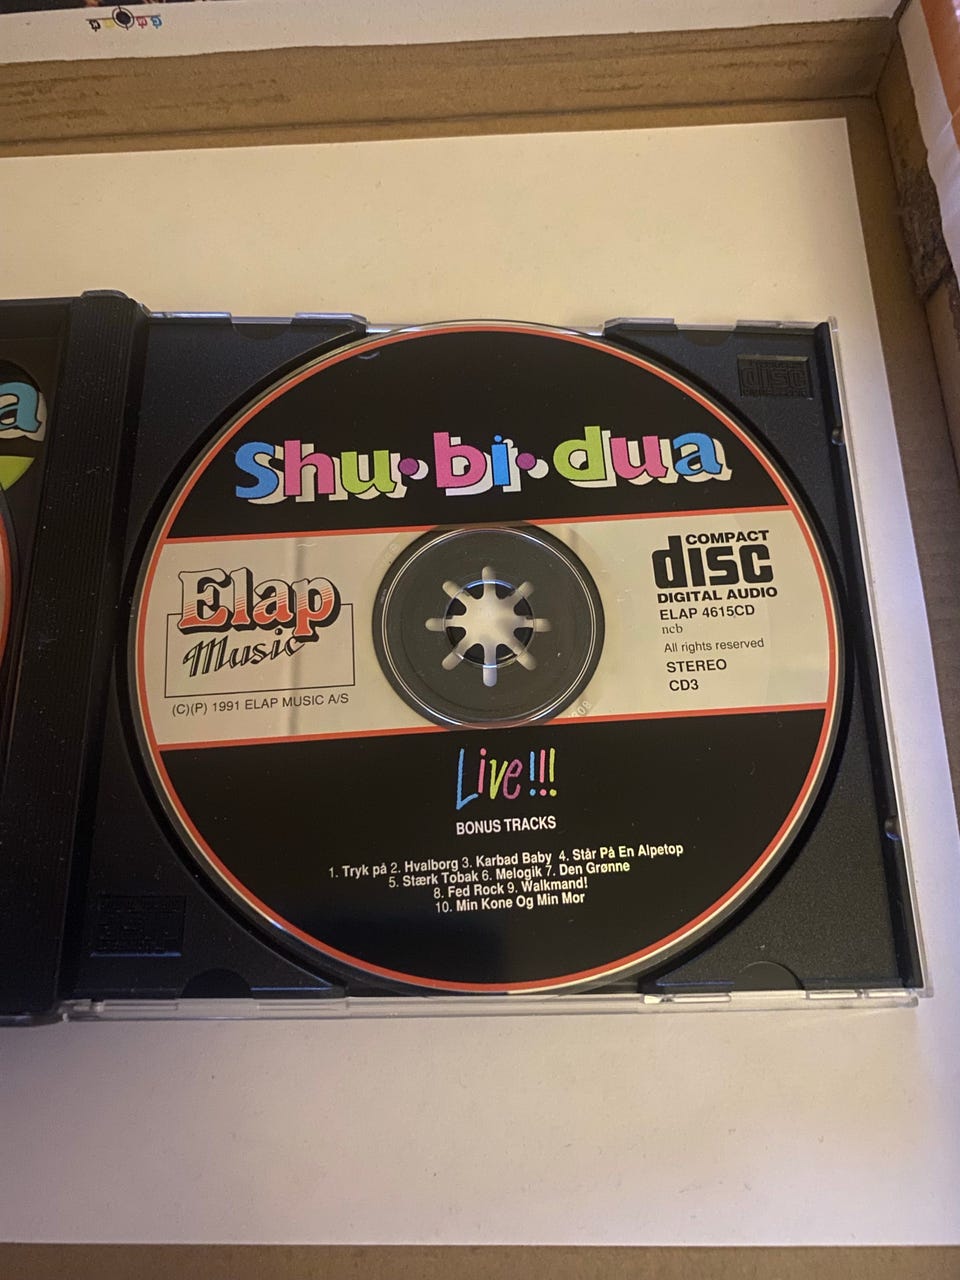 a
disc
shu·bi·dua
Elap
Music
(C)(P) 1991 ELAP MUSIC A/S
COMPACT
disc
DIGITAL AUDIO
ELAP 4615CD
ncb
All rights reserved
STEREO
CD3
Live!!!
BONUS TRACKS
1. Tryk på 2. Hvalborg 3. Karbad Baby 4. Står På En Alpetop
5. Stærk Tobak 6. Melogik 7. Den Grønne
8. Fed Rock 9. Walkmand!
10. Min Kone Og Min Mor